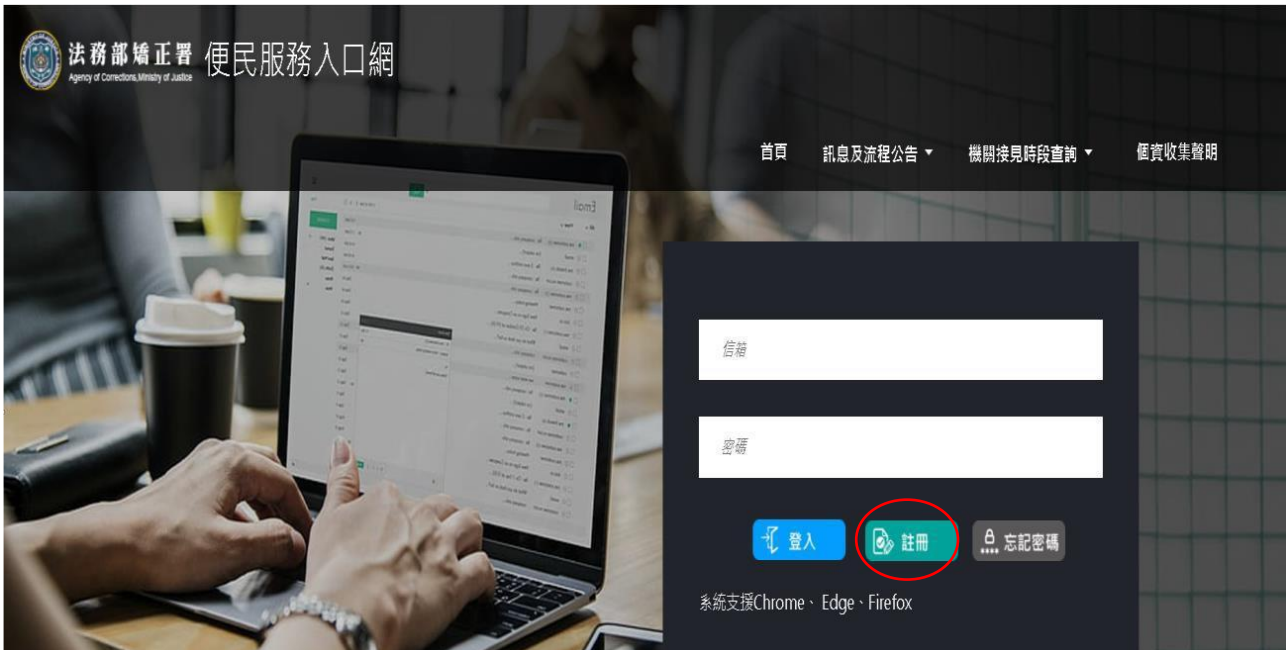 法務部矯正署 便民服務入口網
Agency of Corrections,Ministry of Justice
首頁 訊息及流程公告 機關接見時段查詢 個資收集聲明
Email
信箱
密碼
登入 註冊 忘記密碼
系統支援Chrome、Edge、Firefox